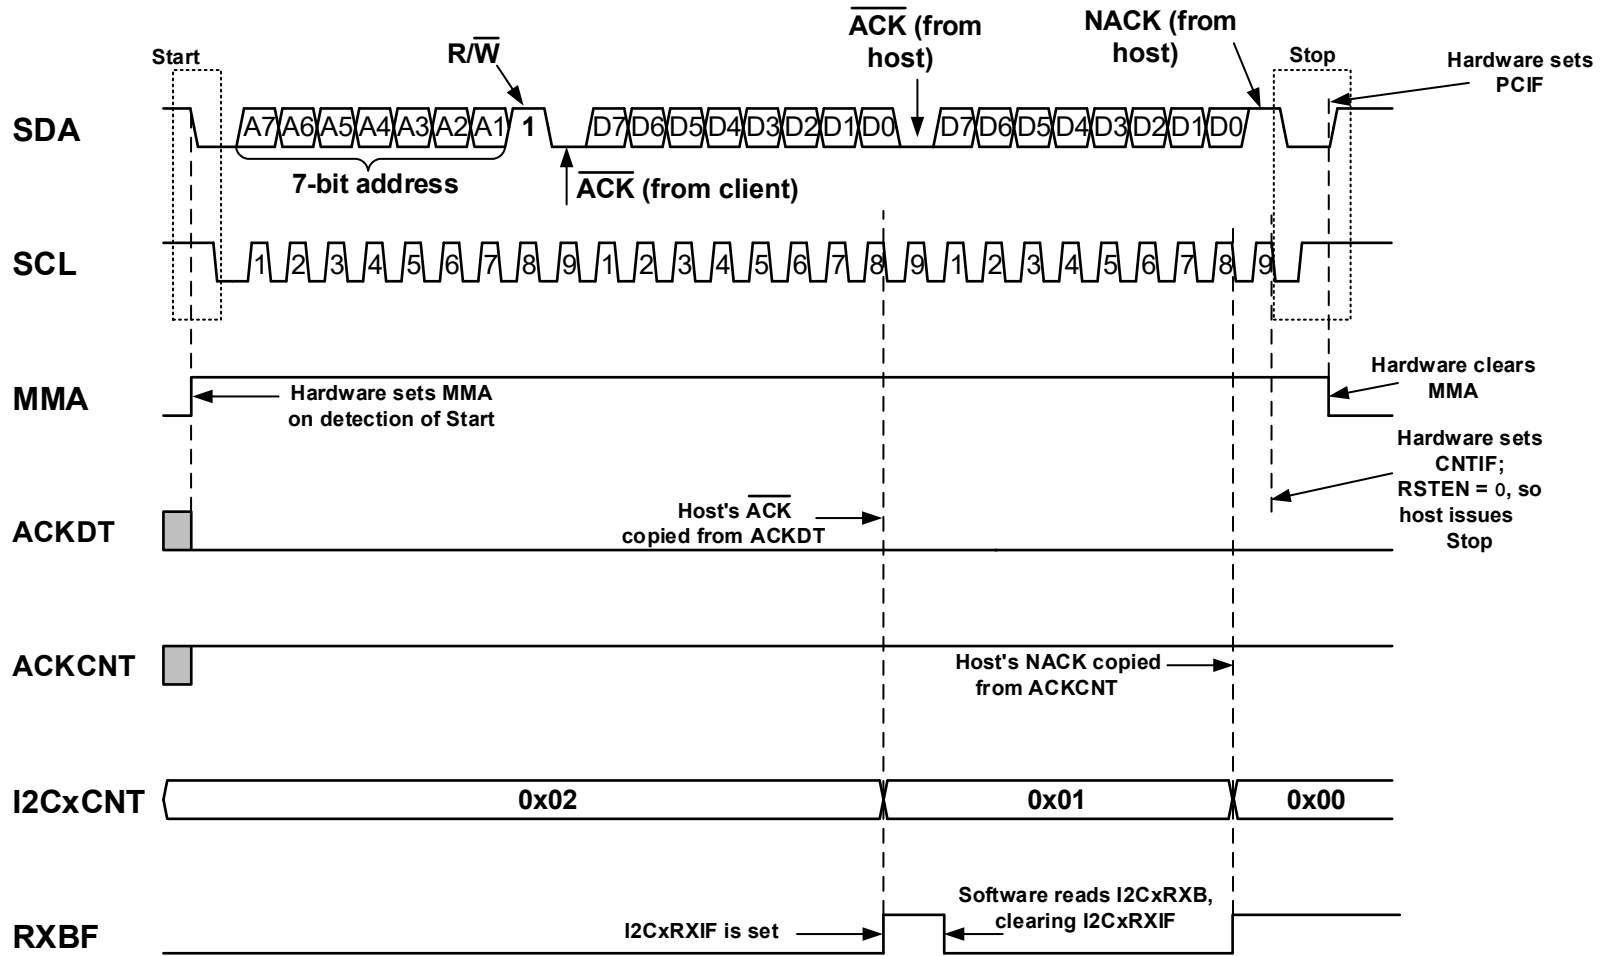 ACK (from
host)
NACK (from
host)
Start
R/W
Stop
Hardware sets
PCIF
SDA
A7 A6 A5 A4 A3 A2 A1 1 D7 D6 D5 D4 D3 D2 D1 D0 D7 D6 D5 D4 D3 D2 D1 D0
7-bit address
ACK (from client)
SCL
1 2 3 4 5 6 7 8 9 1 2 3 4 5 6 7 8 9 1 2 3 4 5 6 7 8 9
MMA
Hardware sets MMA
on detection of Start
Hardware clears
MMA
Hardware sets
CNTIF;
RSTEN = 0, so
host issues
Stop
ACKDT
Host's ACK
copied from ACKDT
ACKCNT
Host's NACK copied
from ACKCNT
I2CxCNT
0x02
0x01
0x00
RXBF
I2CxRXIF is set
Software reads I2CxRXB,
clearing I2CxRXIF